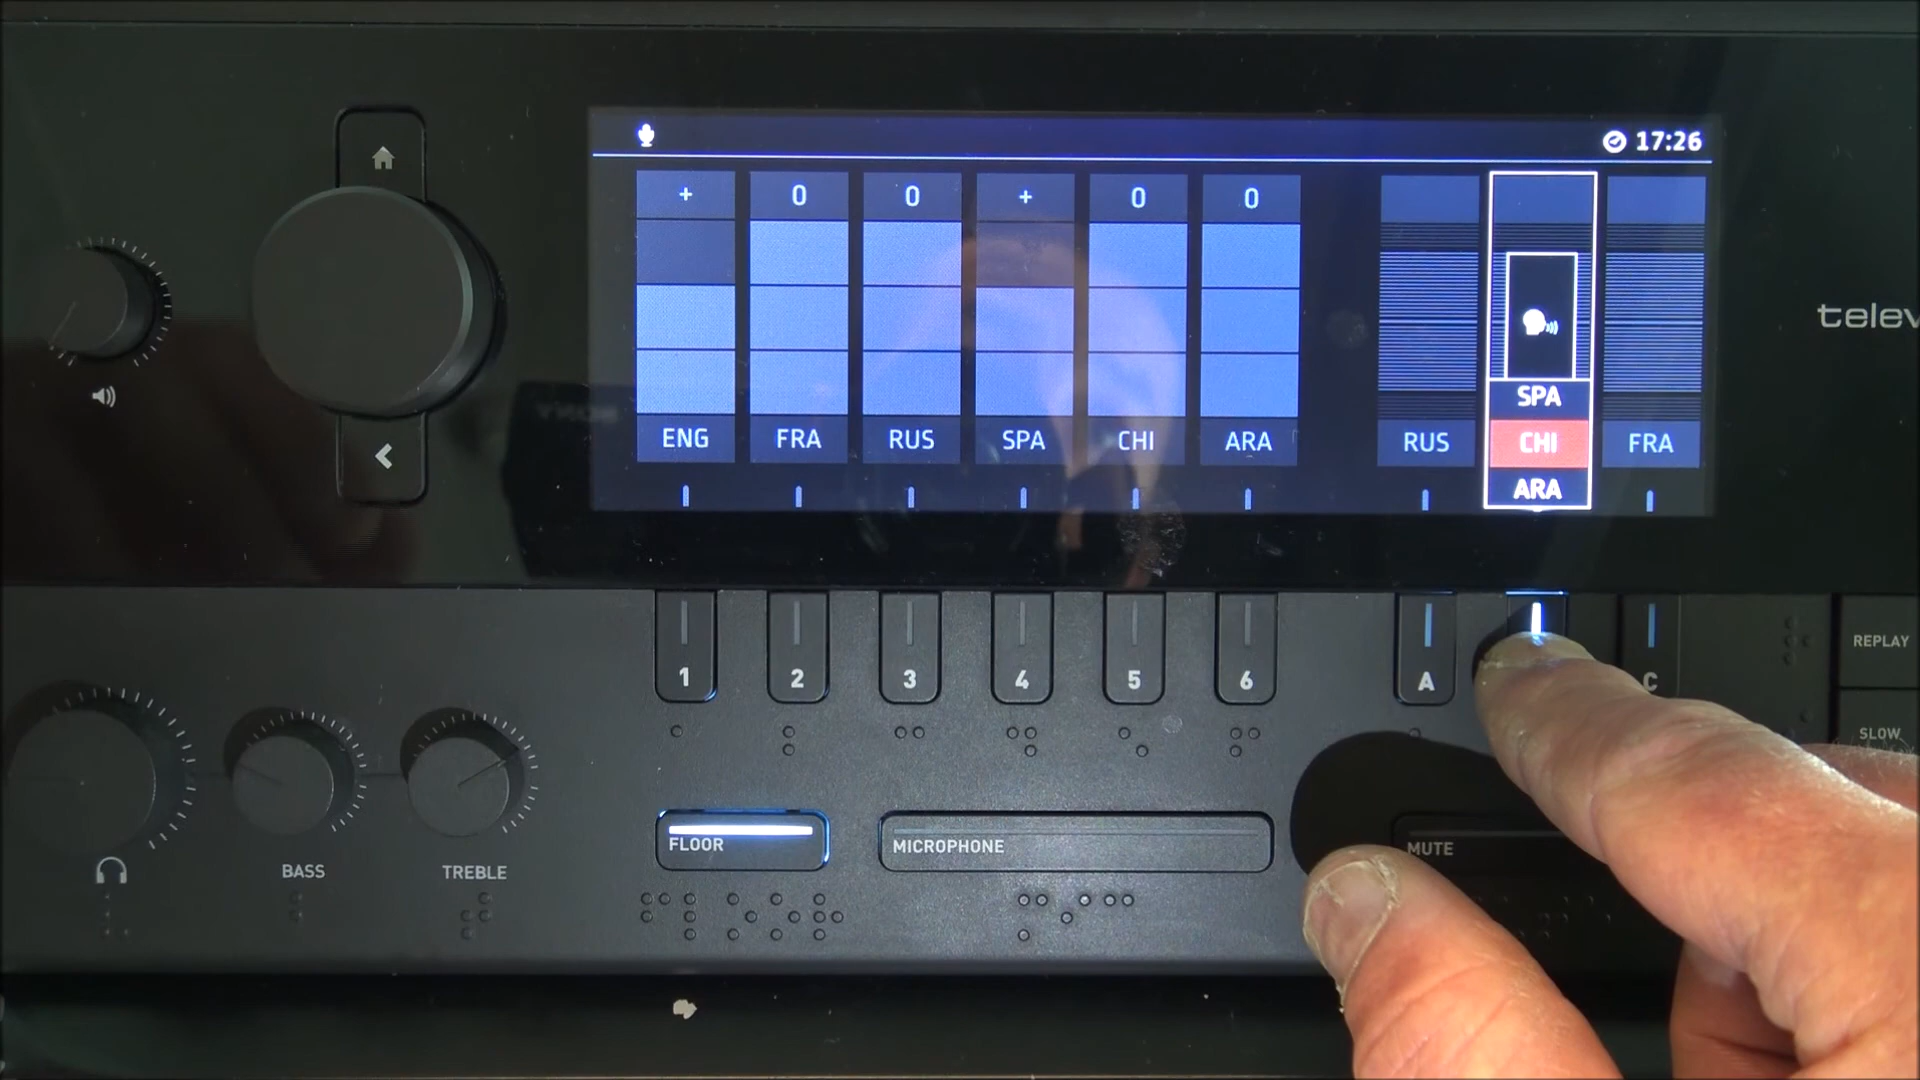 17:26
+ 0 0 + 0 0
SPA
ENG FRA RUS SPA CHI ARA RUS CHI FRA
ARA
telev
1 2 3 4 5 6 A C
REPLAY
SLOW
FLOOR MICROPHONE MUTE
BASS TREBLE